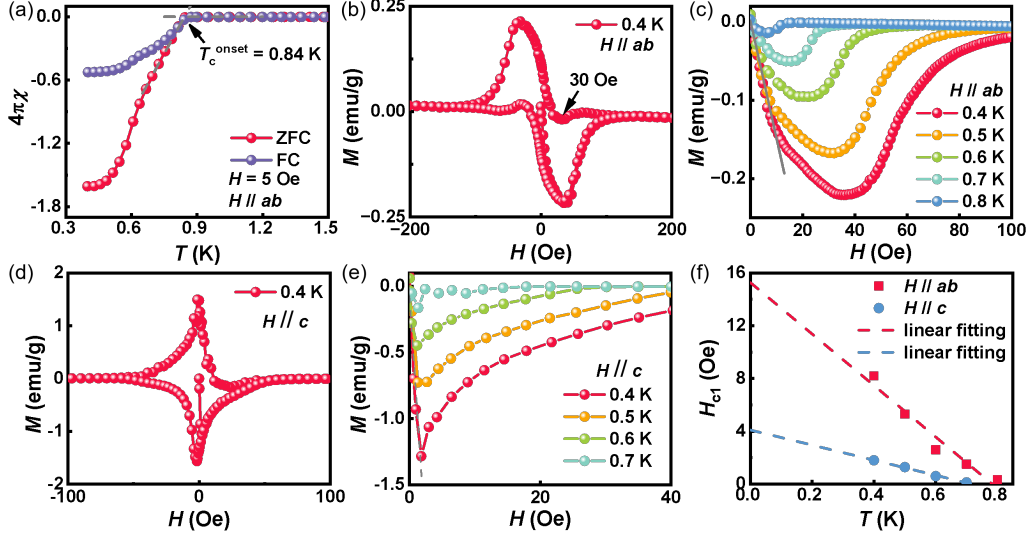 (a)
0.0
-0.6
-1.2
-1.8
4πχ
Tc onset = 0.84 K
ZFC
FC
H = 5 Oe
H // ab
0.3 0.6 0.9 1.2 1.5
T (K)
(b)
0.25
0.00
−0.25
M (emu/g)
0.4 K
H // ab
30 Oe
−200 −100 0 100 200
H (Oe)
(c)
0.0
−0.1
−0.2
M (emu/g)
H // ab
0.4 K
0.5 K
0.6 K
0.7 K
0.8 K
0 20 40 60 80 100
H (Oe)
(d)
2
1
0
-1
-2
M (emu/g)
0.4 K
H // c
-100 0 100
H (Oe)
(e)
0.0
-0.5
-1.0
-1.5
M (emu/g)
H // c
0.4 K
0.5 K
0.6 K
0.7 K
0 20 40
H (Oe)
(f)
16
12
8
4
0
Hc1 (Oe)
H // ab
H // c
linear fitting
linear fitting
0.0 0.2 0.4 0.6 0.8
T (K)